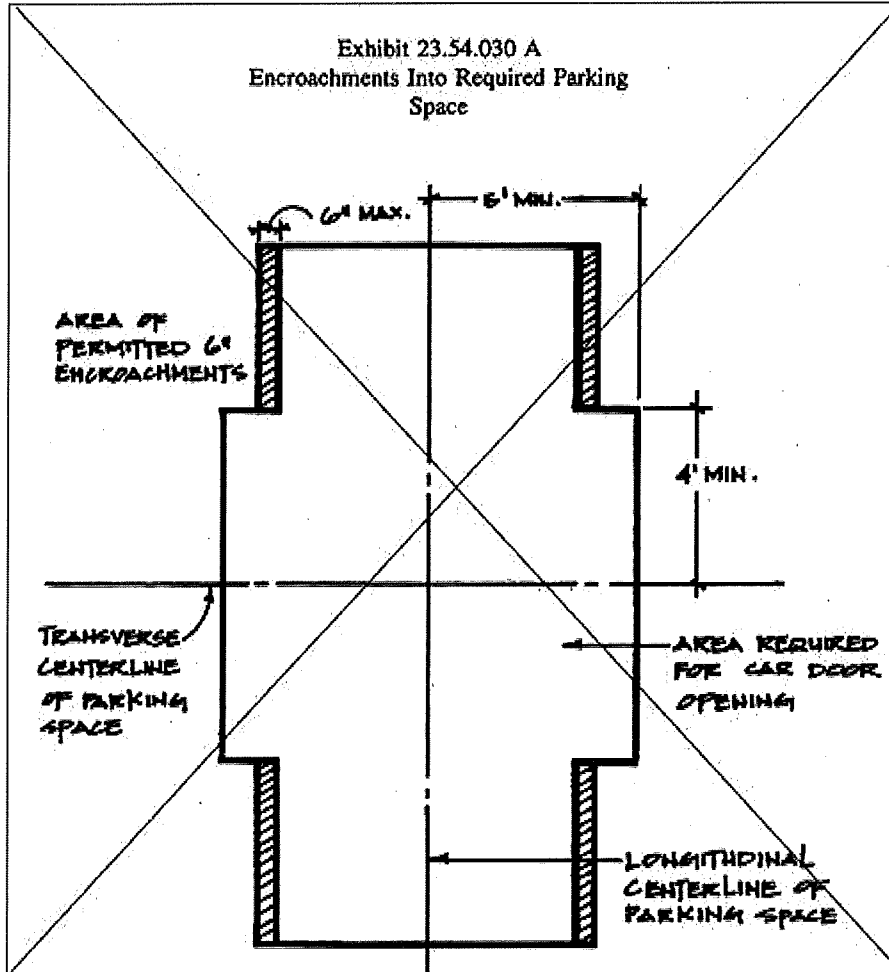 Exhibit 23.54.030 A
Encroachments Into Required Parking
Space
6" MAX.
5' MIN.
AREA OF
PERMITTED 6"
ENCROACHMENTS
4' MIN.
TRANSVERSE
CENTERLINE
OF PARKING
SPACE
AREA REQUIRED
FOR CAR DOOR
OPENING
LONGITHDINAL
CENTERLINE OF
PARKING SPACE